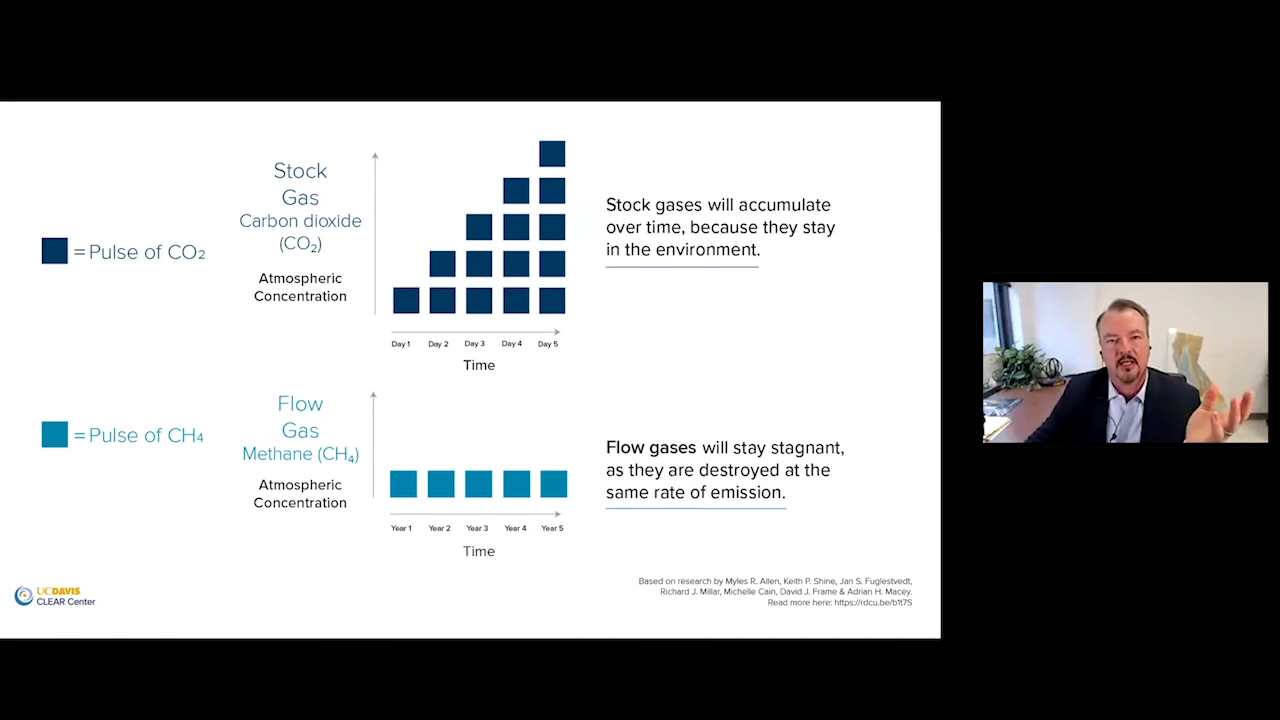 = Pulse of CO₂
Stock
Gas
Carbon dioxide
(CO₂)
Atmospheric
Concentration
Day 1
Day 2
Day 3
Day 4
Day 5
Time
Stock gases will accumulate
over time, because they stay
in the environment.
= Pulse of CH₄
Flow
Gas
Methane (CH₄)
Atmospheric
Concentration
Year 1
Year 2
Year 3
Year 4
Year 5
Time
Flow gases will stay stagnant,
as they are destroyed at the
same rate of emission.
UCDAVIS
CLEAR Center
Based on research by Myles R. Allen, Keith P. Shine, Jan S. Fuglestvedt,
Richard J. Millar, Michelle Cain, David J. Frame & Adrian H. Macey.
Read more here: https://rdcu.be/b1t7S